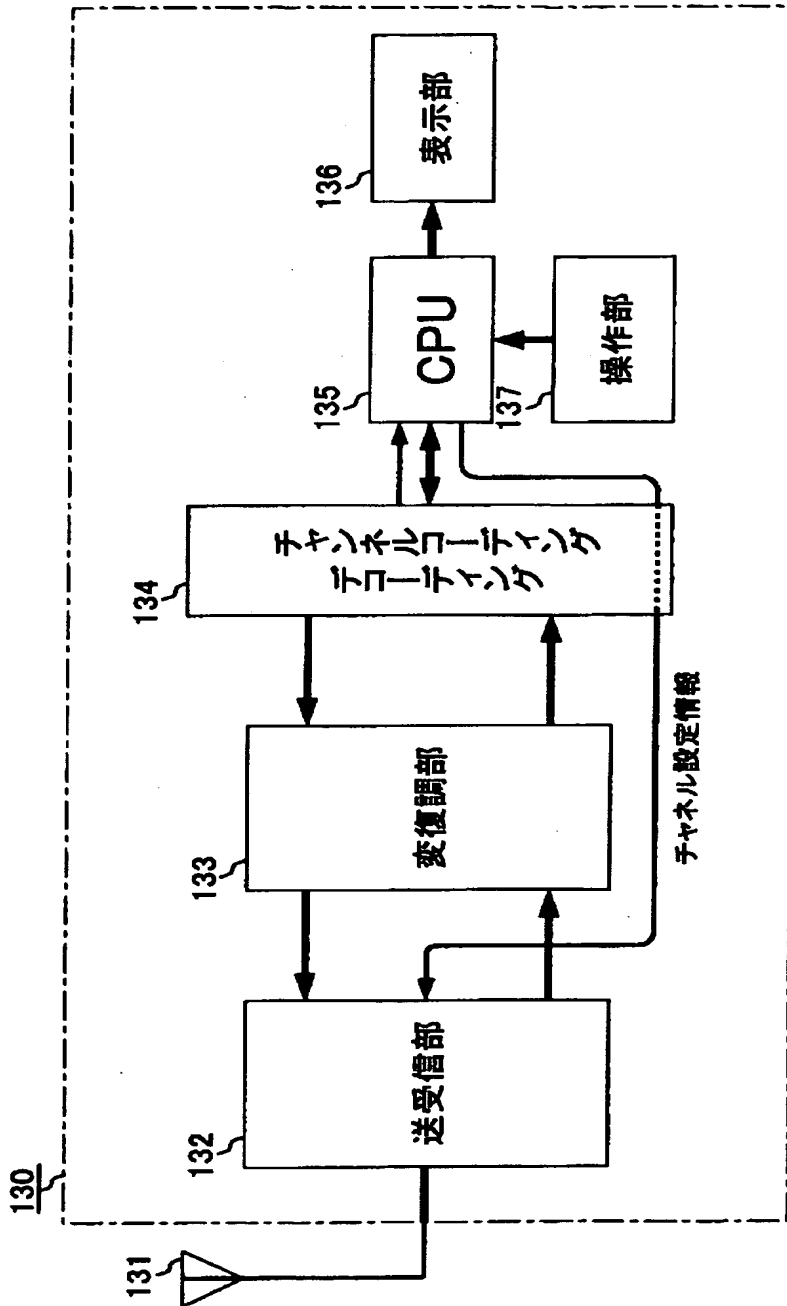 130
131
132
送受信部
133
変復調部
134
チャンネルコーディング
デコーディング
135
CPU
136
表示部
137
操作部
チャネル設定情報